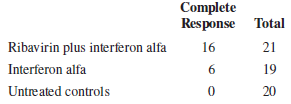 Complete
Response Total
Ribavirin plus interferon alfa 16 21
Interferon alfa 6 19
Untreated controls 0 20